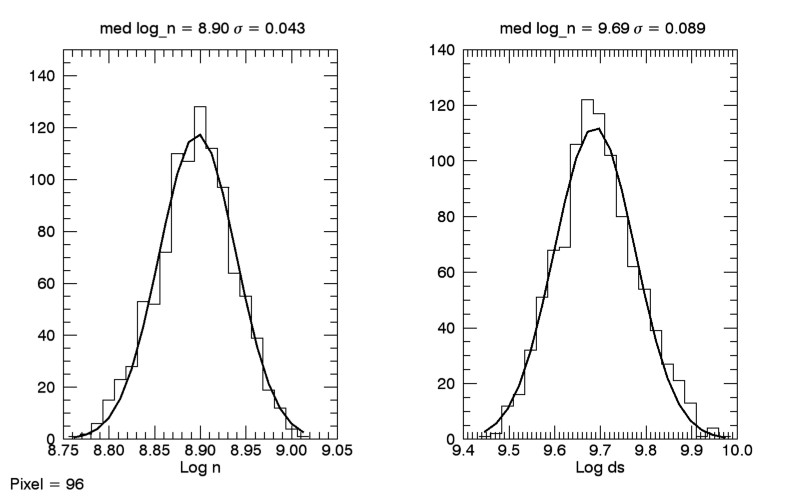 med log_n = 8.90 σ = 0.043
med log_n = 9.69 σ = 0.089
140
120
100
80
60
40
20
0
8.75 8.80 8.85 8.90 8.95 9.00 9.05
Log n
140
120
100
80
60
40
20
0
9.4 9.5 9.6 9.7 9.8 9.9 10.0
Log ds
Pixel = 96